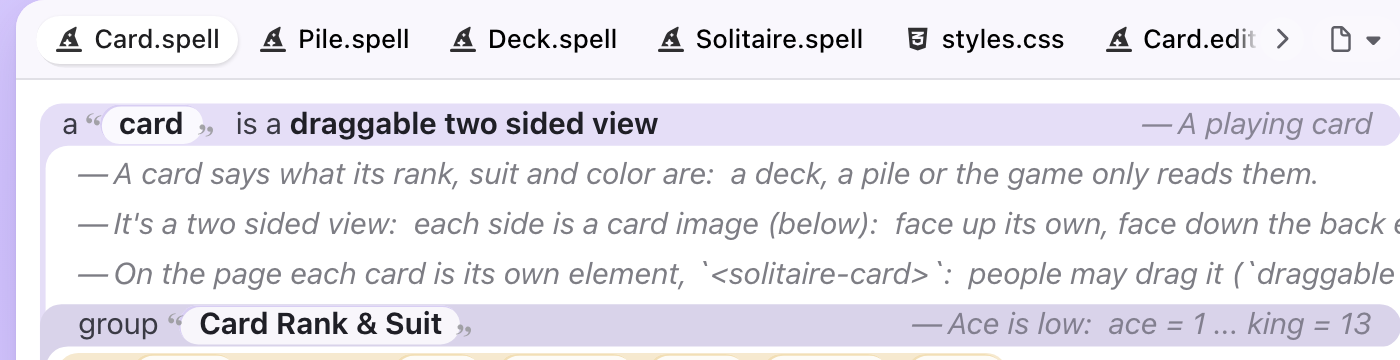 Card.spell Pile.spell Deck.spell Solitaire.spell styles.css Card.edit
a “ card ” is a draggable two sided view — A playing card
— A card says what its rank, suit and color are: a deck, a pile or the game only reads them.
— It's a two sided view: each side is a card image (below): face up its own, face down the back
— On the page each card is its own element, `<solitaire-card>`: people may drag it (`draggable
group “ Card Rank & Suit ” — Ace is low: ace = 1 ... king = 13